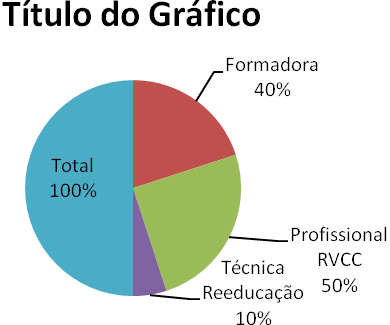 Título do Gráfico
Formadora
40%
Total
100%
Profissional
RVCC
50%
Técnica
Reeducação
10%